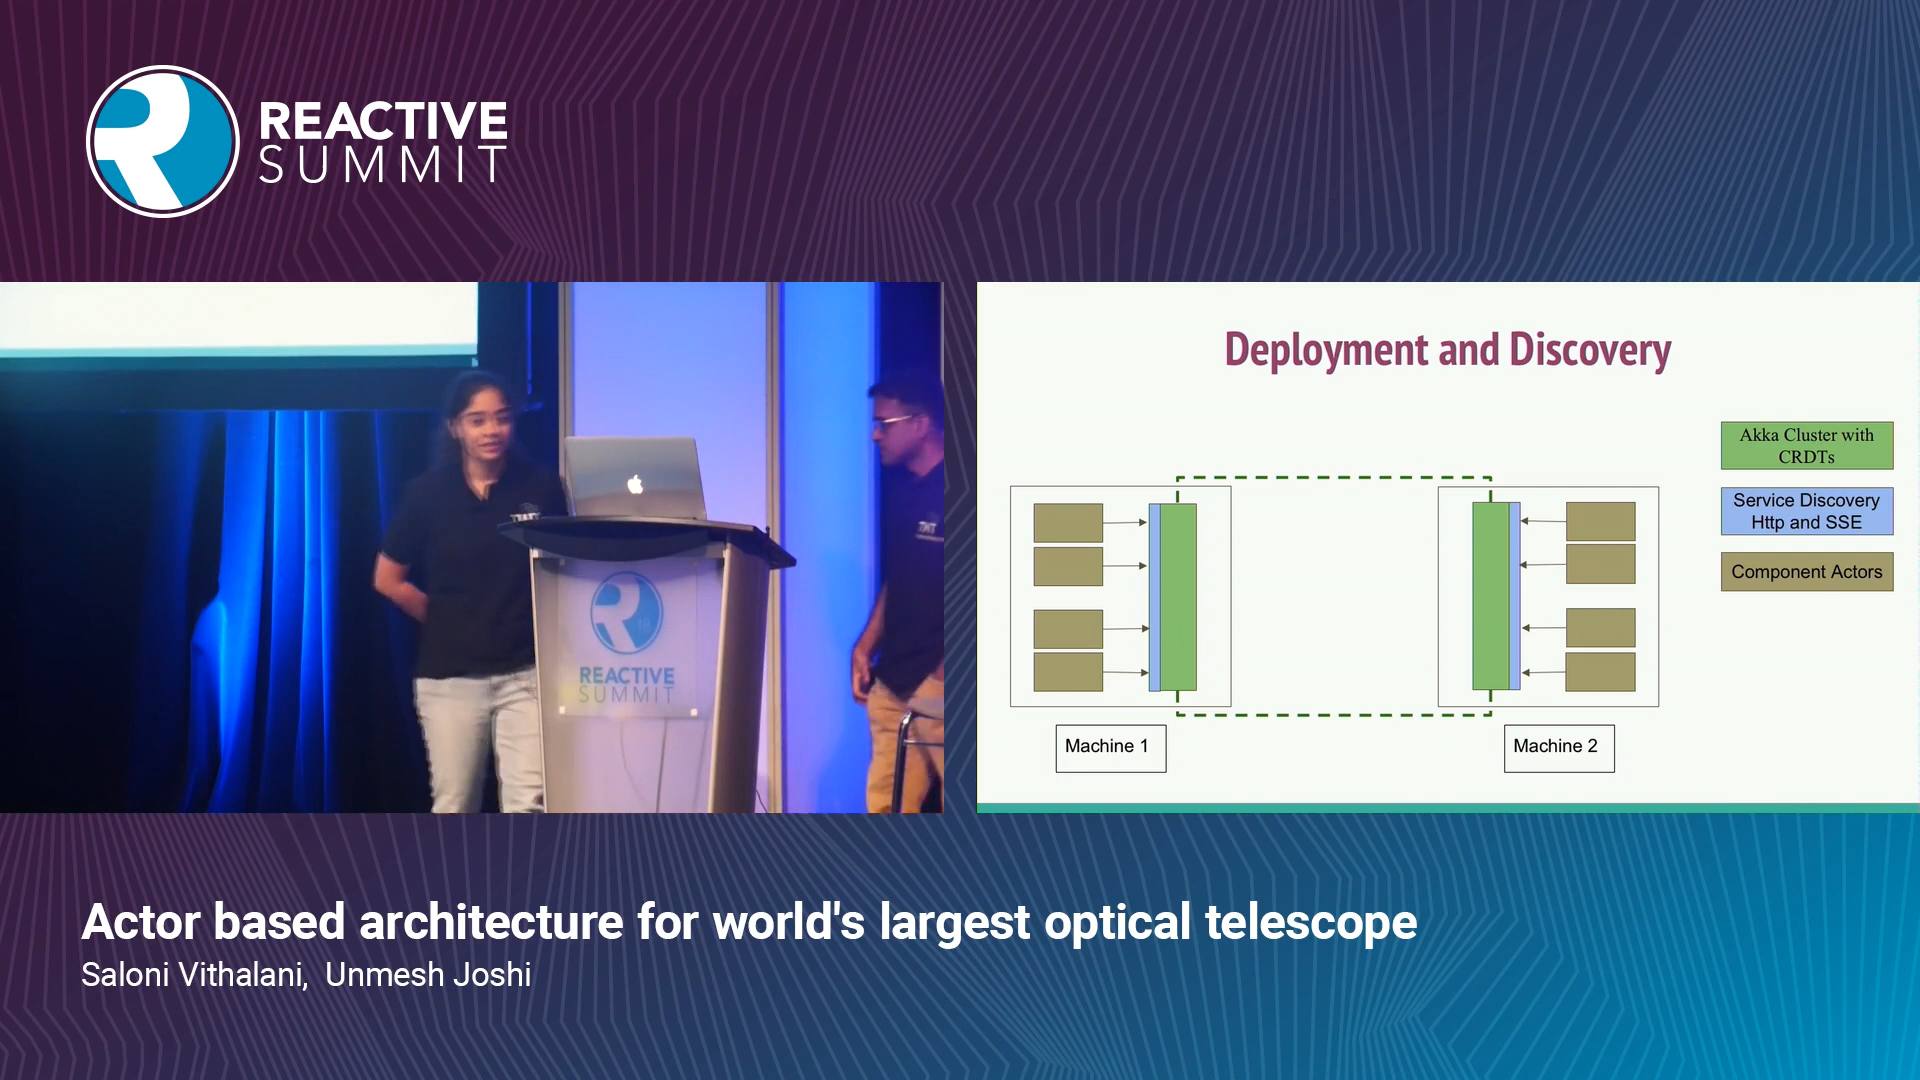 REACTIVE
SUMMIT
Deployment and Discovery
Akka Cluster with
CRDTs
Service Discovery
Http and SSE
Component Actors
Machine 1
Machine 2
TMT
REACTIVE
SUMMIT
Actor based architecture for world's largest optical telescope
Saloni Vithalani, Unmesh Joshi